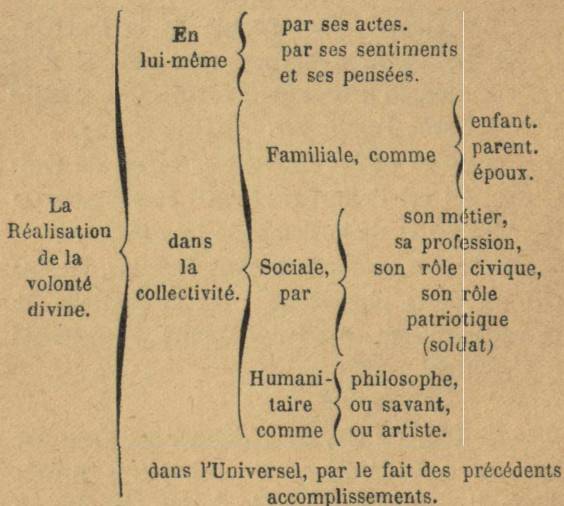 La
Réalisation
de la
volonté
divine.
En
lui-même
par ses actes.
par ses sentiments
et ses pensées.
dans
la
collectivité.
Familiale, comme
enfant.
parent.
époux.
Sociale,
par
son métier,
sa profession,
son rôle civique,
son rôle
patriotique
(soldat)
Humani-
taire
comme
philosophe,
ou savant,
ou artiste.
dans l'Universel, par le fait des précédents
accomplissements.